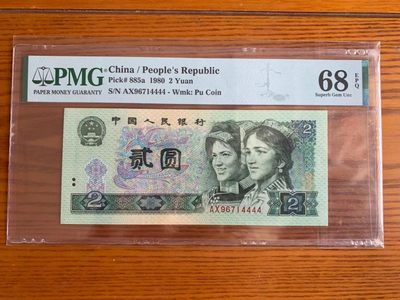 PMG
PAPER MONEY GUARANTY
China / People's Republic
Pick# 885a 1980 2 Yuan
S/N AX96714444 - Wmk: Pu Coin
68 EPQ
Superb Gem Unc
中国人民银行
2
贰圆
AX96714444
2
2